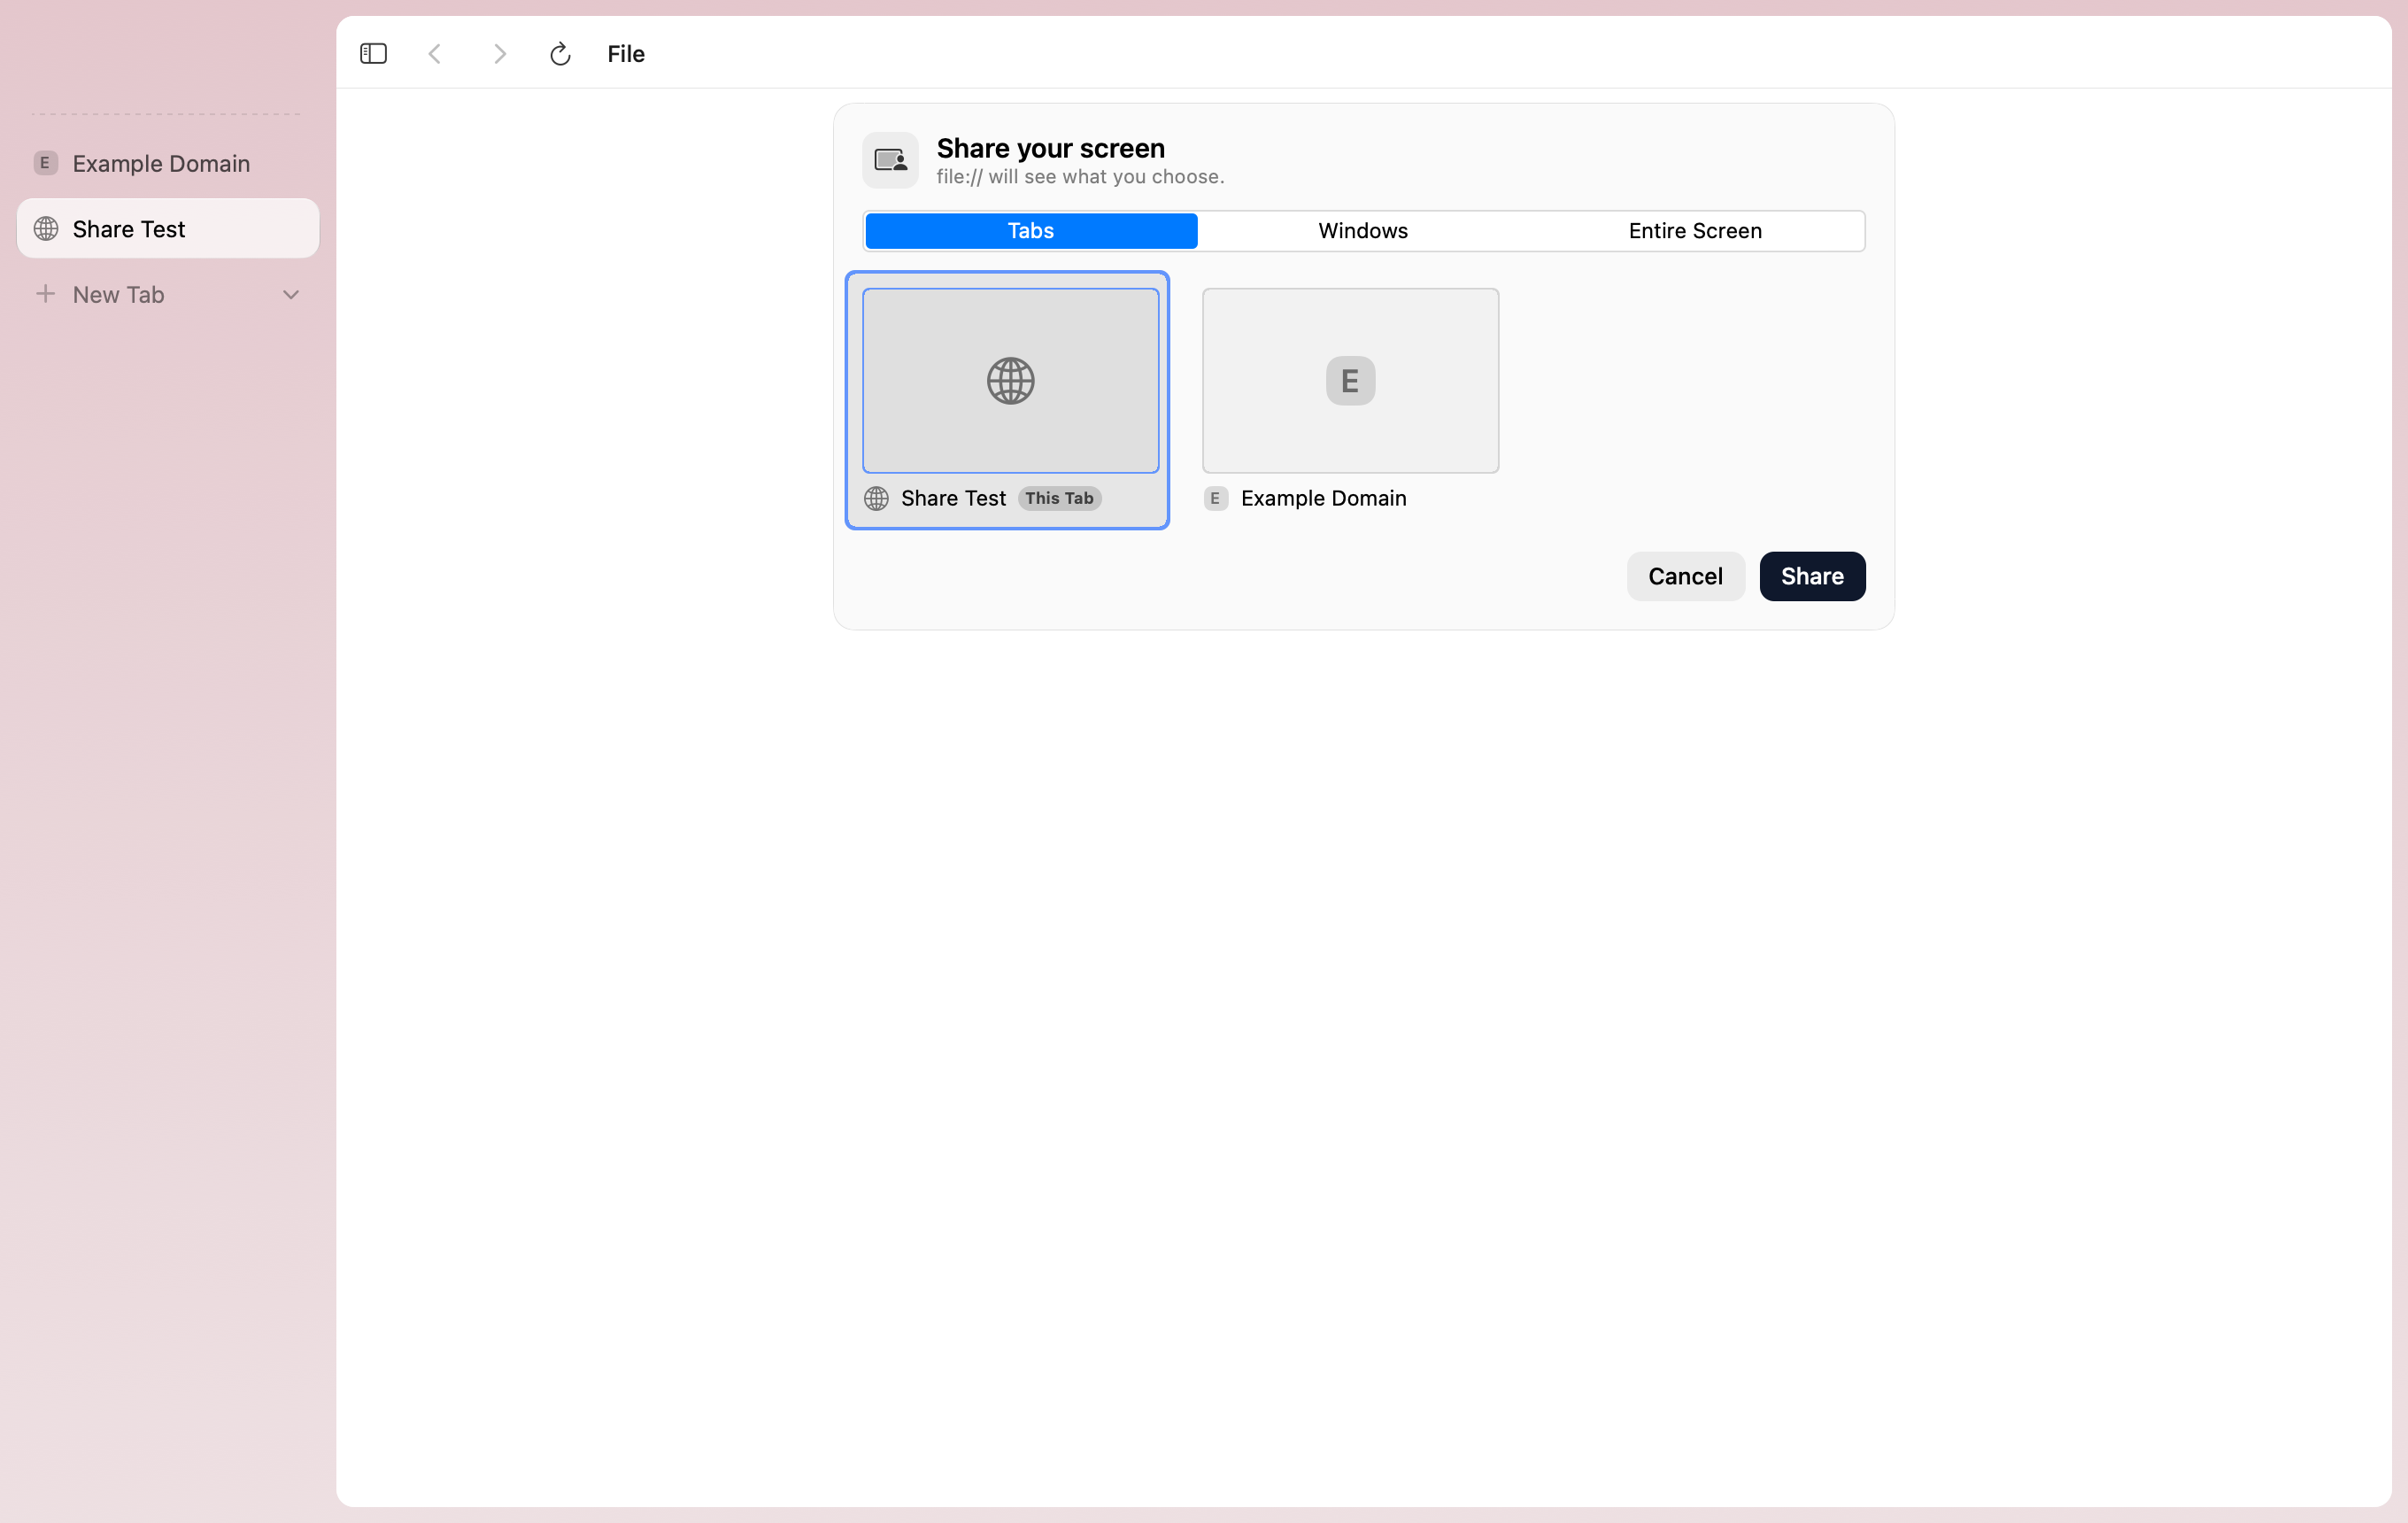 File
E Example Domain
Share Test
New Tab
Share your screen
file:// will see what you choose.
Tabs Windows Entire Screen
E
Share Test This Tab
E Example Domain
Cancel Share